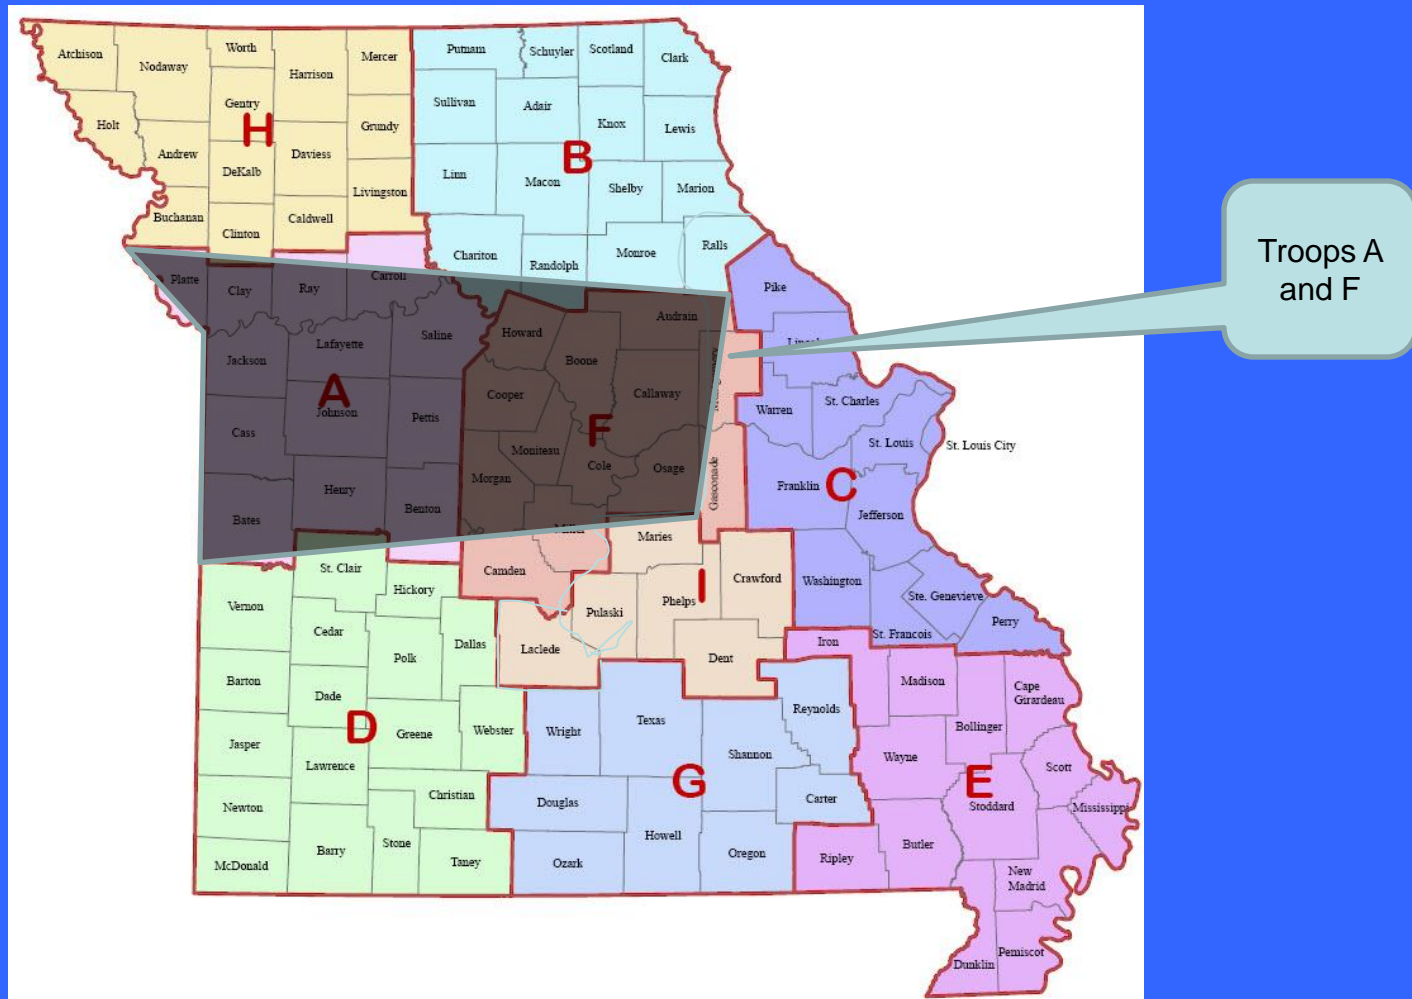 Atchison
Nodaway
Worth
Harrison
Mercer
Putnam
Schuyler
Scotland
Clark
Holt
Gentry
H
Grundy
Sullivan
Adair
Knox
Lewis
Andrew
DeKalb
Daviess
Livingston
Linn
Macon
B
Shelby
Marion
Buchanan
Clinton
Caldwell
Chariton
Randolph
Monroe
Ralls
Troops A
and F
Platte
Clay
Ray
Carroll
Pike
Jackson
Lafayette
Saline
Howard
Boone
Audrain
Lincoln
A
Johnson
Cooper
Callaway
Warren
St. Charles
Cass
Pettis
Moniteau
F
Cole
Osage
Gasconade
St. Louis
St. Louis City
Henry
Morgan
Franklin
C
Jefferson
Bates
Benton
Miller
Maries
St. Clair
Camden
Crawford
Washington
Hickory
Vernon
Pulaski
Phelps
I
Ste. Genevieve
Cedar
Dallas
St. Francois
Perry
Polk
Laclede
Dent
Iron
Barton
Dade
Madison
Cape
Girardeau
D
Greene
Webster
Wright
Texas
Reynolds
Bollinger
Jasper
Lawrence
Shannon
Wayne
Scott
G
E
Newton
Christian
Douglas
Carter
Stoddard
Mississippi
McDonald
Barry
Stone
Taney
Ozark
Howell
Oregon
Ripley
Butler
New
Madrid
Dunklin
Pemiscot